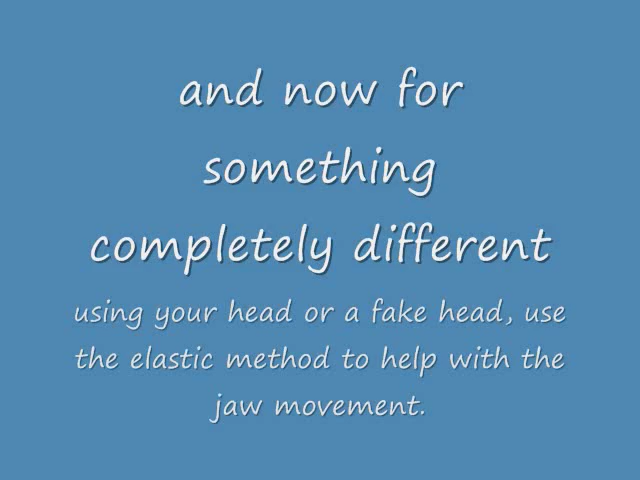 and now for
something
completely different
using your head or a fake head, use
the elastic method to help with the
jaw movement.